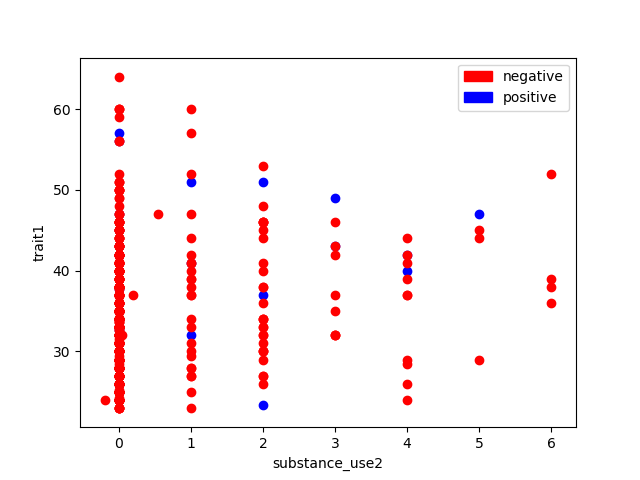 negative
positive
60
50
40
30
trait1
0 1 2 3 4 5 6
substance_use2